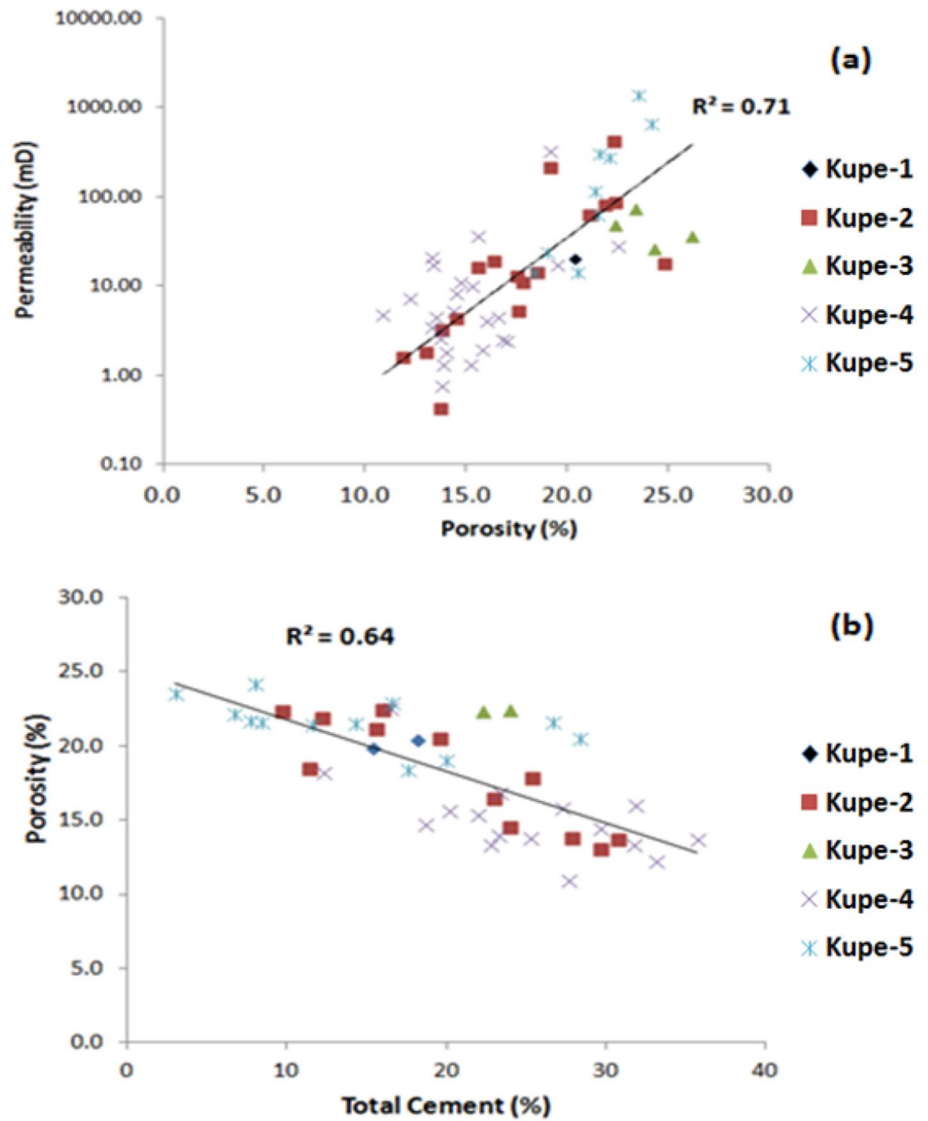 10000.00
(a)
1000.00
R² = 0.71
Permeability (mD)
100.00
10.00
1.00
0.10
0.0 5.0 10.0 15.0 20.0 25.0 30.0
Porosity (%)
Kupe-1
Kupe-2
Kupe-3
Kupe-4
Kupe-5
30.0
(b)
R² = 0.64
25.0
20.0
Porosity (%)
15.0
10.0
5.0
0.0
0 10 20 30 40
Total Cement (%)
Kupe-1
Kupe-2
Kupe-3
Kupe-4
Kupe-5